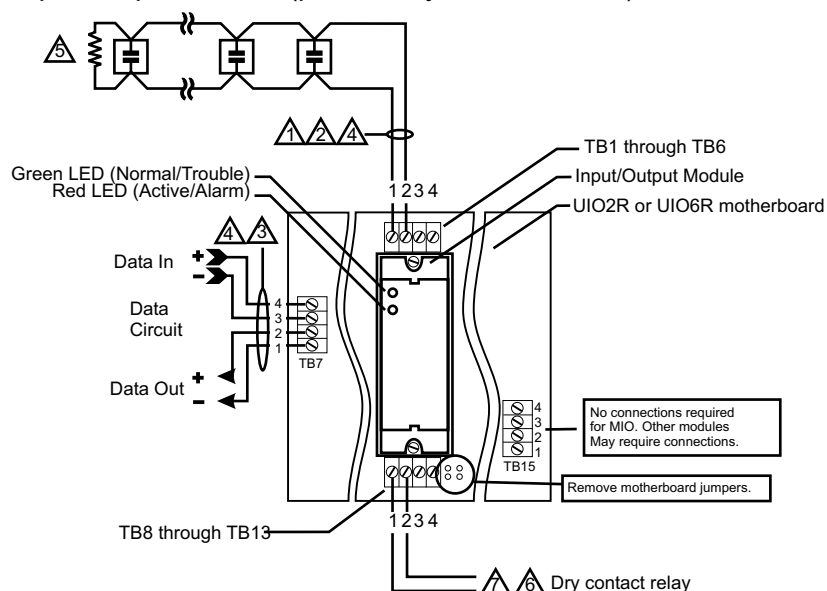 5
1 2 4
TB1 through TB6
Green LED (Normal/Trouble)
Input/Output Module
Red LED (Active/Alarm)
1 2 3 4
UIO2R or UIO6R motherboard
4 3
Data In
+
-
Data
Circuit
4
3
2
1
TB7
Data Out
+
-
4
3
2
1
TB15
No connections required
for MIO. Other modules
May require connections.
Remove motherboard jumpers.
TB8 through TB13
1 2 3 4
7 6 Dry contact relay